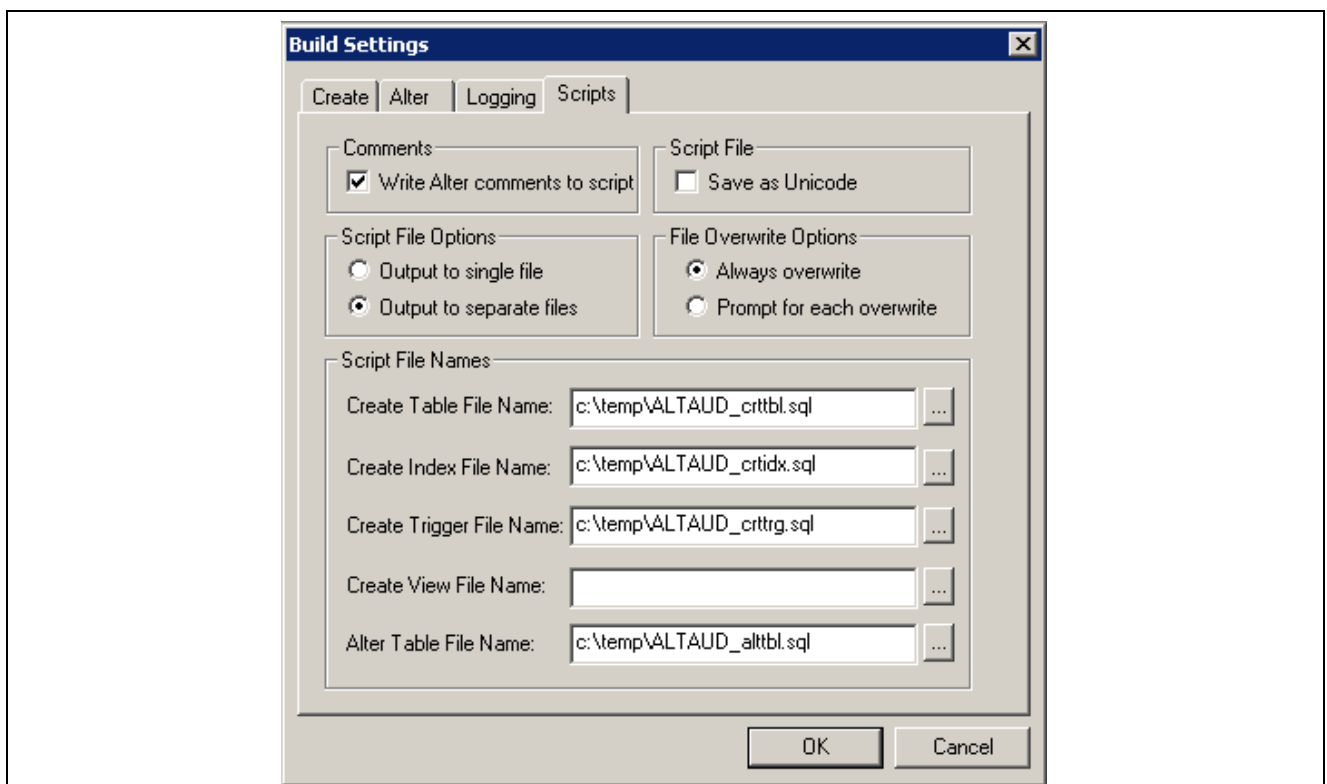 Build Settings
Create Alter Logging Scripts
Comments Script File
Write Alter comments to script Save as Unicode
Script File Options File Overwrite Options
Output to single file Always overwrite
Output to separate files Prompt for each overwrite
Script File Names
Create Table File Name: c:\temp\ALTAUD_crttbl.sql ...
Create Index File Name: c:\temp\ALTAUD_crtidx.sql ...
Create Trigger File Name: c:\temp\ALTAUD_crttrg.sql ...
Create View File Name: ...
Alter Table File Name: c:\temp\ALTAUD_alttbl.sql ...
OK Cancel